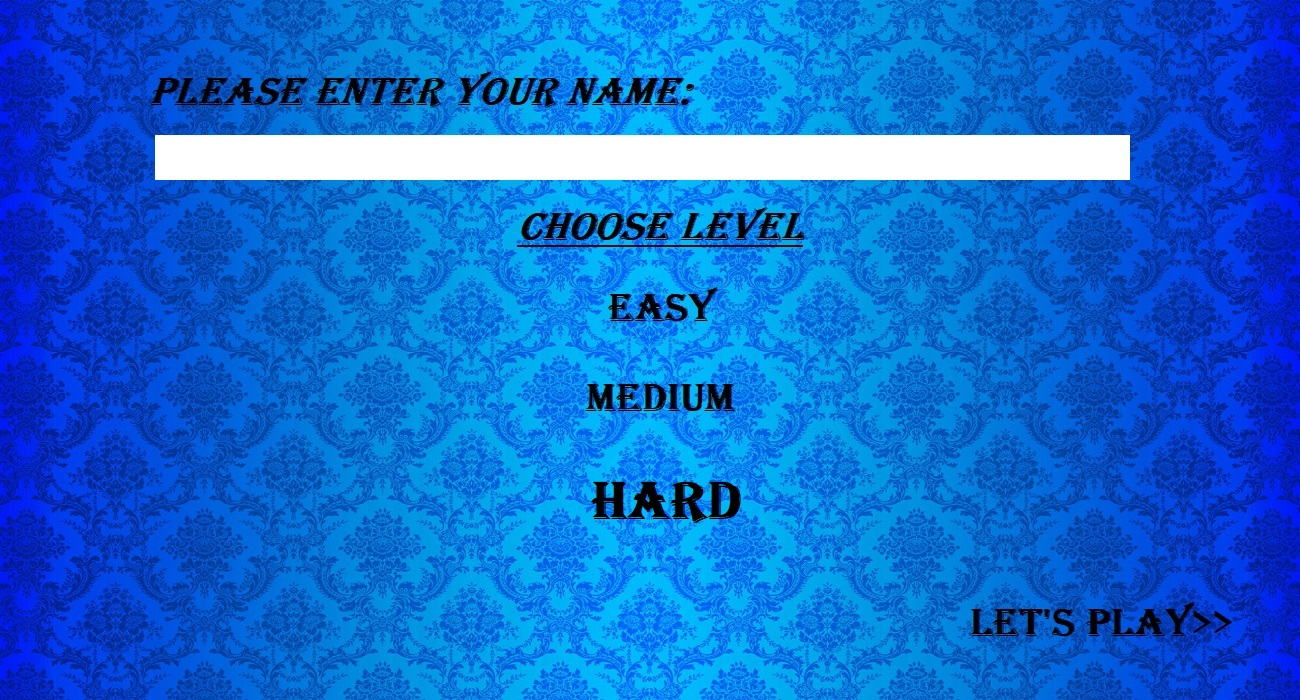 PLEASE ENTER YOUR NAME:
CHOOSE LEVEL
EASY
MEDIUM
HARD
LET'S PLAY>>